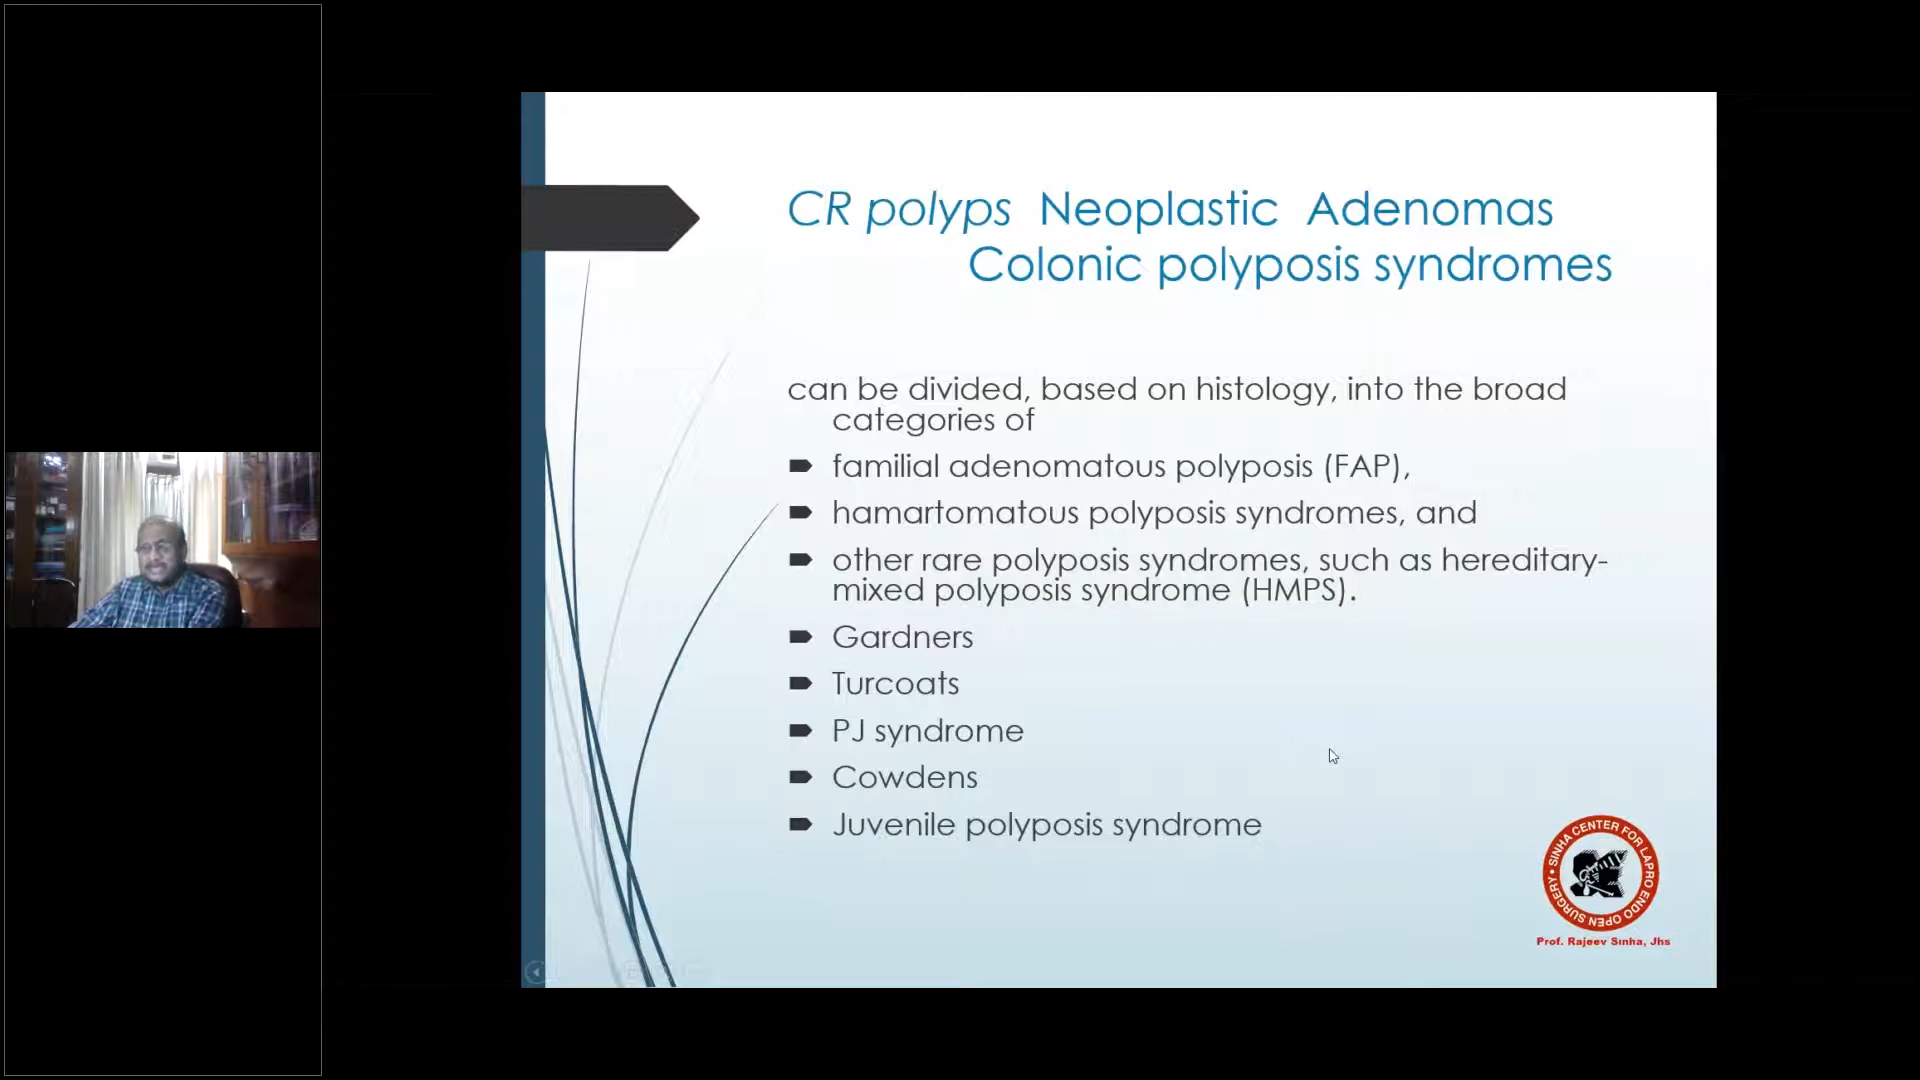 CR polyps Neoplastic Adenomas
Colonic polyposis syndromes
can be divided, based on histology, into the broad
categories of
familial adenomatous polyposis (FAP),
hamartomatous polyposis syndromes, and
other rare polyposis syndromes, such as hereditary-
mixed polyposis syndrome (HMPS).
Gardners
Turcoats
PJ syndrome
Cowdens
Juvenile polyposis syndrome
SINHA CENTER FOR LAPRO ENDO OPEN SURGERY
Prof. Rajeev Sinha, Jhs